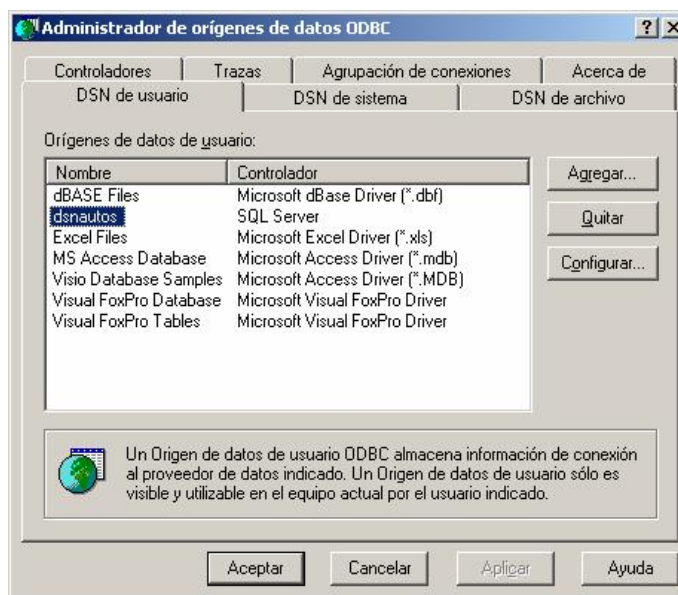 Administrador de orígenes de datos ODBC
Controladores Trazas Agrupación de conexiones Acerca de
DSN de usuario DSN de sistema DSN de archivo
Orígenes de datos de usuario:
Nombre Controlador
dBASE Files Microsoft dBase Driver (*.dbf)
dsnautos SQL Server
Excel Files Microsoft Excel Driver (*.xls)
MS Access Database Microsoft Access Driver (*.mdb)
Visio Database Samples Microsoft Access Driver (*.MDB)
Visual FoxPro Database Microsoft Visual FoxPro Driver
Visual FoxPro Tables Microsoft Visual FoxPro Driver
Agregar...
Quitar
Configurar...
Un Origen de datos de usuario ODBC almacena información de conexión
al proveedor de datos indicado. Un Origen de datos de usuario sólo es
visible y utilizable en el equipo actual por el usuario indicado.
Aceptar Cancelar Aplicar Ayuda